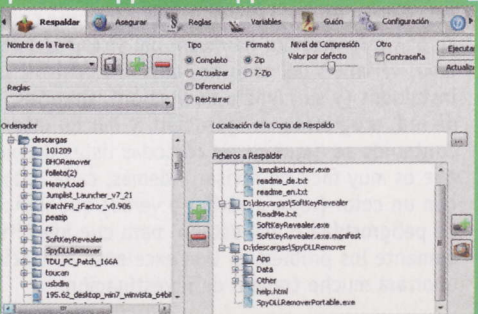 Respaldar
Asegurar
Reglas
Variables
Guión
Configuración
Nombre de la Tarea
Tipo
Formato
Nivel de Compresión
Otro
Completo
Zip
Valor por defecto
Contraseña
Actualizar
7-Zip
Diferencial
Restaurar
Ejecuta
Actualiz
Reglas
Ordenador
Localización de la Copia de Respaldo
...
Ficheros a Respaldar
descargas
101209
BHORemover
folleto(2)
HeavyLoad
Jumplist_Launcher_v7_21
PatchFR_rFactor_v0.906
peazip
rs
SoftKeyRevealer
SpyDLLRemover
TDU_PC_Patch_166A
toucan
usbdlm
195.62_desktop_win7_winvista_64bit
JumplistLauncher.exe
readme_de.txt
readme_en.txt
D:\descargas\SoftKeyRevealer
ReadMe.txt
SoftKeyRevealer.exe
SoftKeyRevealer.exe.manifest
D:\descargas\SpyDLLRemover
App
Data
Other
help.html
SpyDLLRemoverPortable.exe